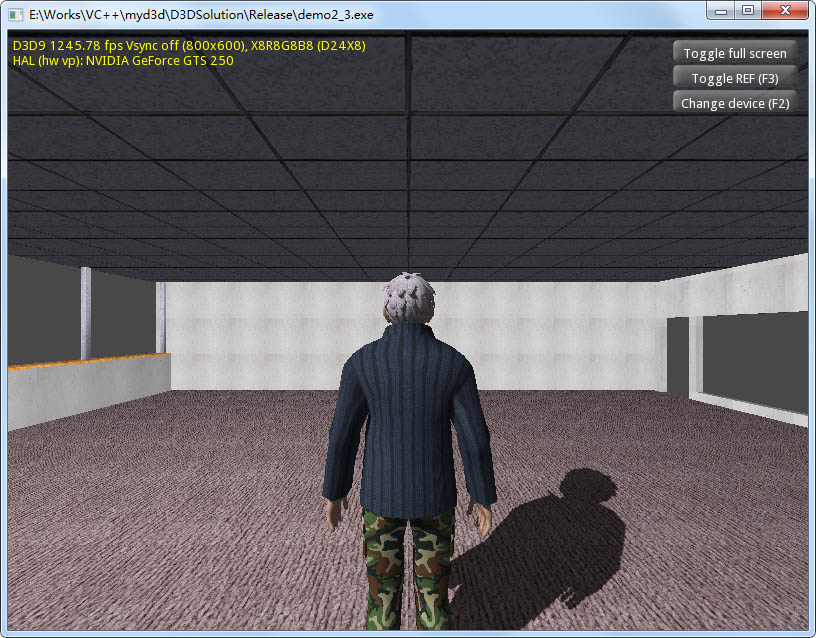 E:\Works\VC++\myd3d\D3DSolution\Release\demo2_3.exe
D3D9 1245.78 fps Vsync off (800x600), X8R8G8B8 (D24X8)
HAL (hw vp): NVIDIA GeForce GTS 250
Toggle full screen
Toggle REF (F3)
Change device (F2)